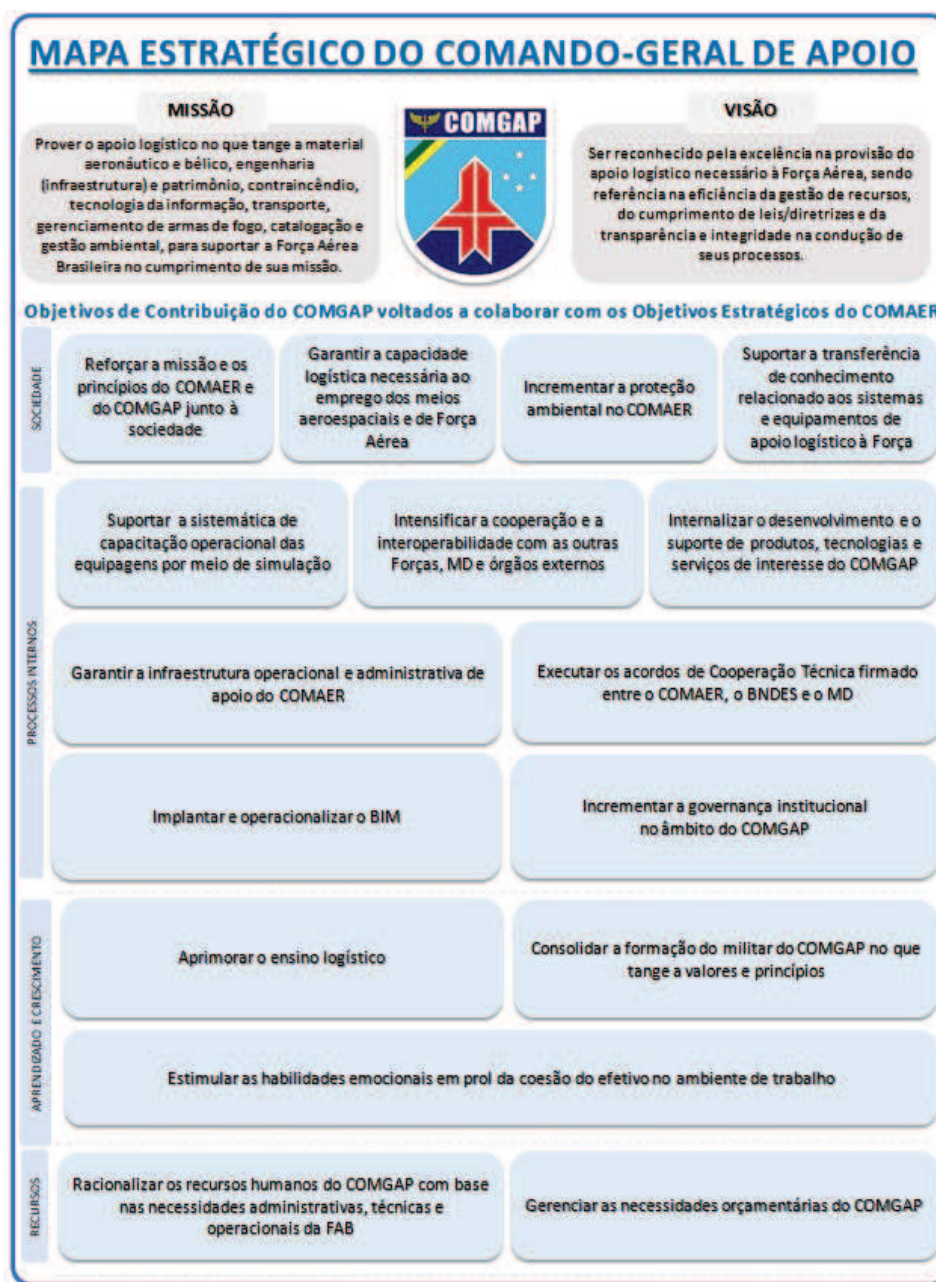 MAPA ESTRATÉGICO DO COMANDO-GERAL DE APOIO
MISSÃO
Prover o apoio logístico no que tange a material
aeronáutico e bélico, engenharia
(infraestrutura) e patrimônio, contraincêndio,
tecnologia da informação, transporte,
gerenciamento de armas de fogo, catalogação e
gestão ambiental, para suportar a Força Aérea
Brasileira no cumprimento de sua missão.
COMGAP
VISÃO
Ser reconhecido pela excelência na provisão do
apoio logístico necessário à Força Aérea, sendo
referência na eficiência da gestão de recursos,
do cumprimento de leis/diretrizes e da
transparência e integridade na condução de
seus processos.
Objetivos de Contribuição do COMGAP voltados a colaborar com os Objetivos Estratégicos do COMAER
SOCIEDADE
Reforçar a missão e os
princípios do COMAER e
do COMGAP junto à
sociedade
Garantir a capacidade
logística necessária ao
emprego dos meios
aeroespaciais e de Força
Aérea
Incrementar a proteção
ambiental no COMAER
Suportar a transferência
de conhecimento
relacionado aos sistemas
e equipamentos de
apoio logístico à Força
PROCESSOS INTERNOS
Suportar a sistemática de
capacitação operacional das
equipagens por meio de simulação
Intensificar a cooperação e a
interoperabilidade com as outras
Forças, MD e órgãos externos
Internalizar o desenvolvimento e o
suporte de produtos, tecnologias e
serviços de interesse do COMGAP
Garantir a infraestrutura operacional e administrativa de
apoio do COMAER
Executar os acordos de Cooperação Técnica firmado
entre o COMAER, o BNDES e o MD
Implantar e operacionalizar o BIM
Incrementar a governança institucional
no âmbito do COMGAP
APRENDIZADO E CRESCIMENTO
Aprimorar o ensino logístico
Consolidar a formação do militar do COMGAP no que
tange a valores e princípios
Estimular as habilidades emocionais em prol da coesão do efetivo no ambiente de trabalho
RECURSOS
Racionalizar os recursos humanos do COMGAP com base
nas necessidades administrativas, técnicas e
operacionais da FAB
Gerenciar as necessidades orçamentárias do COMGAP